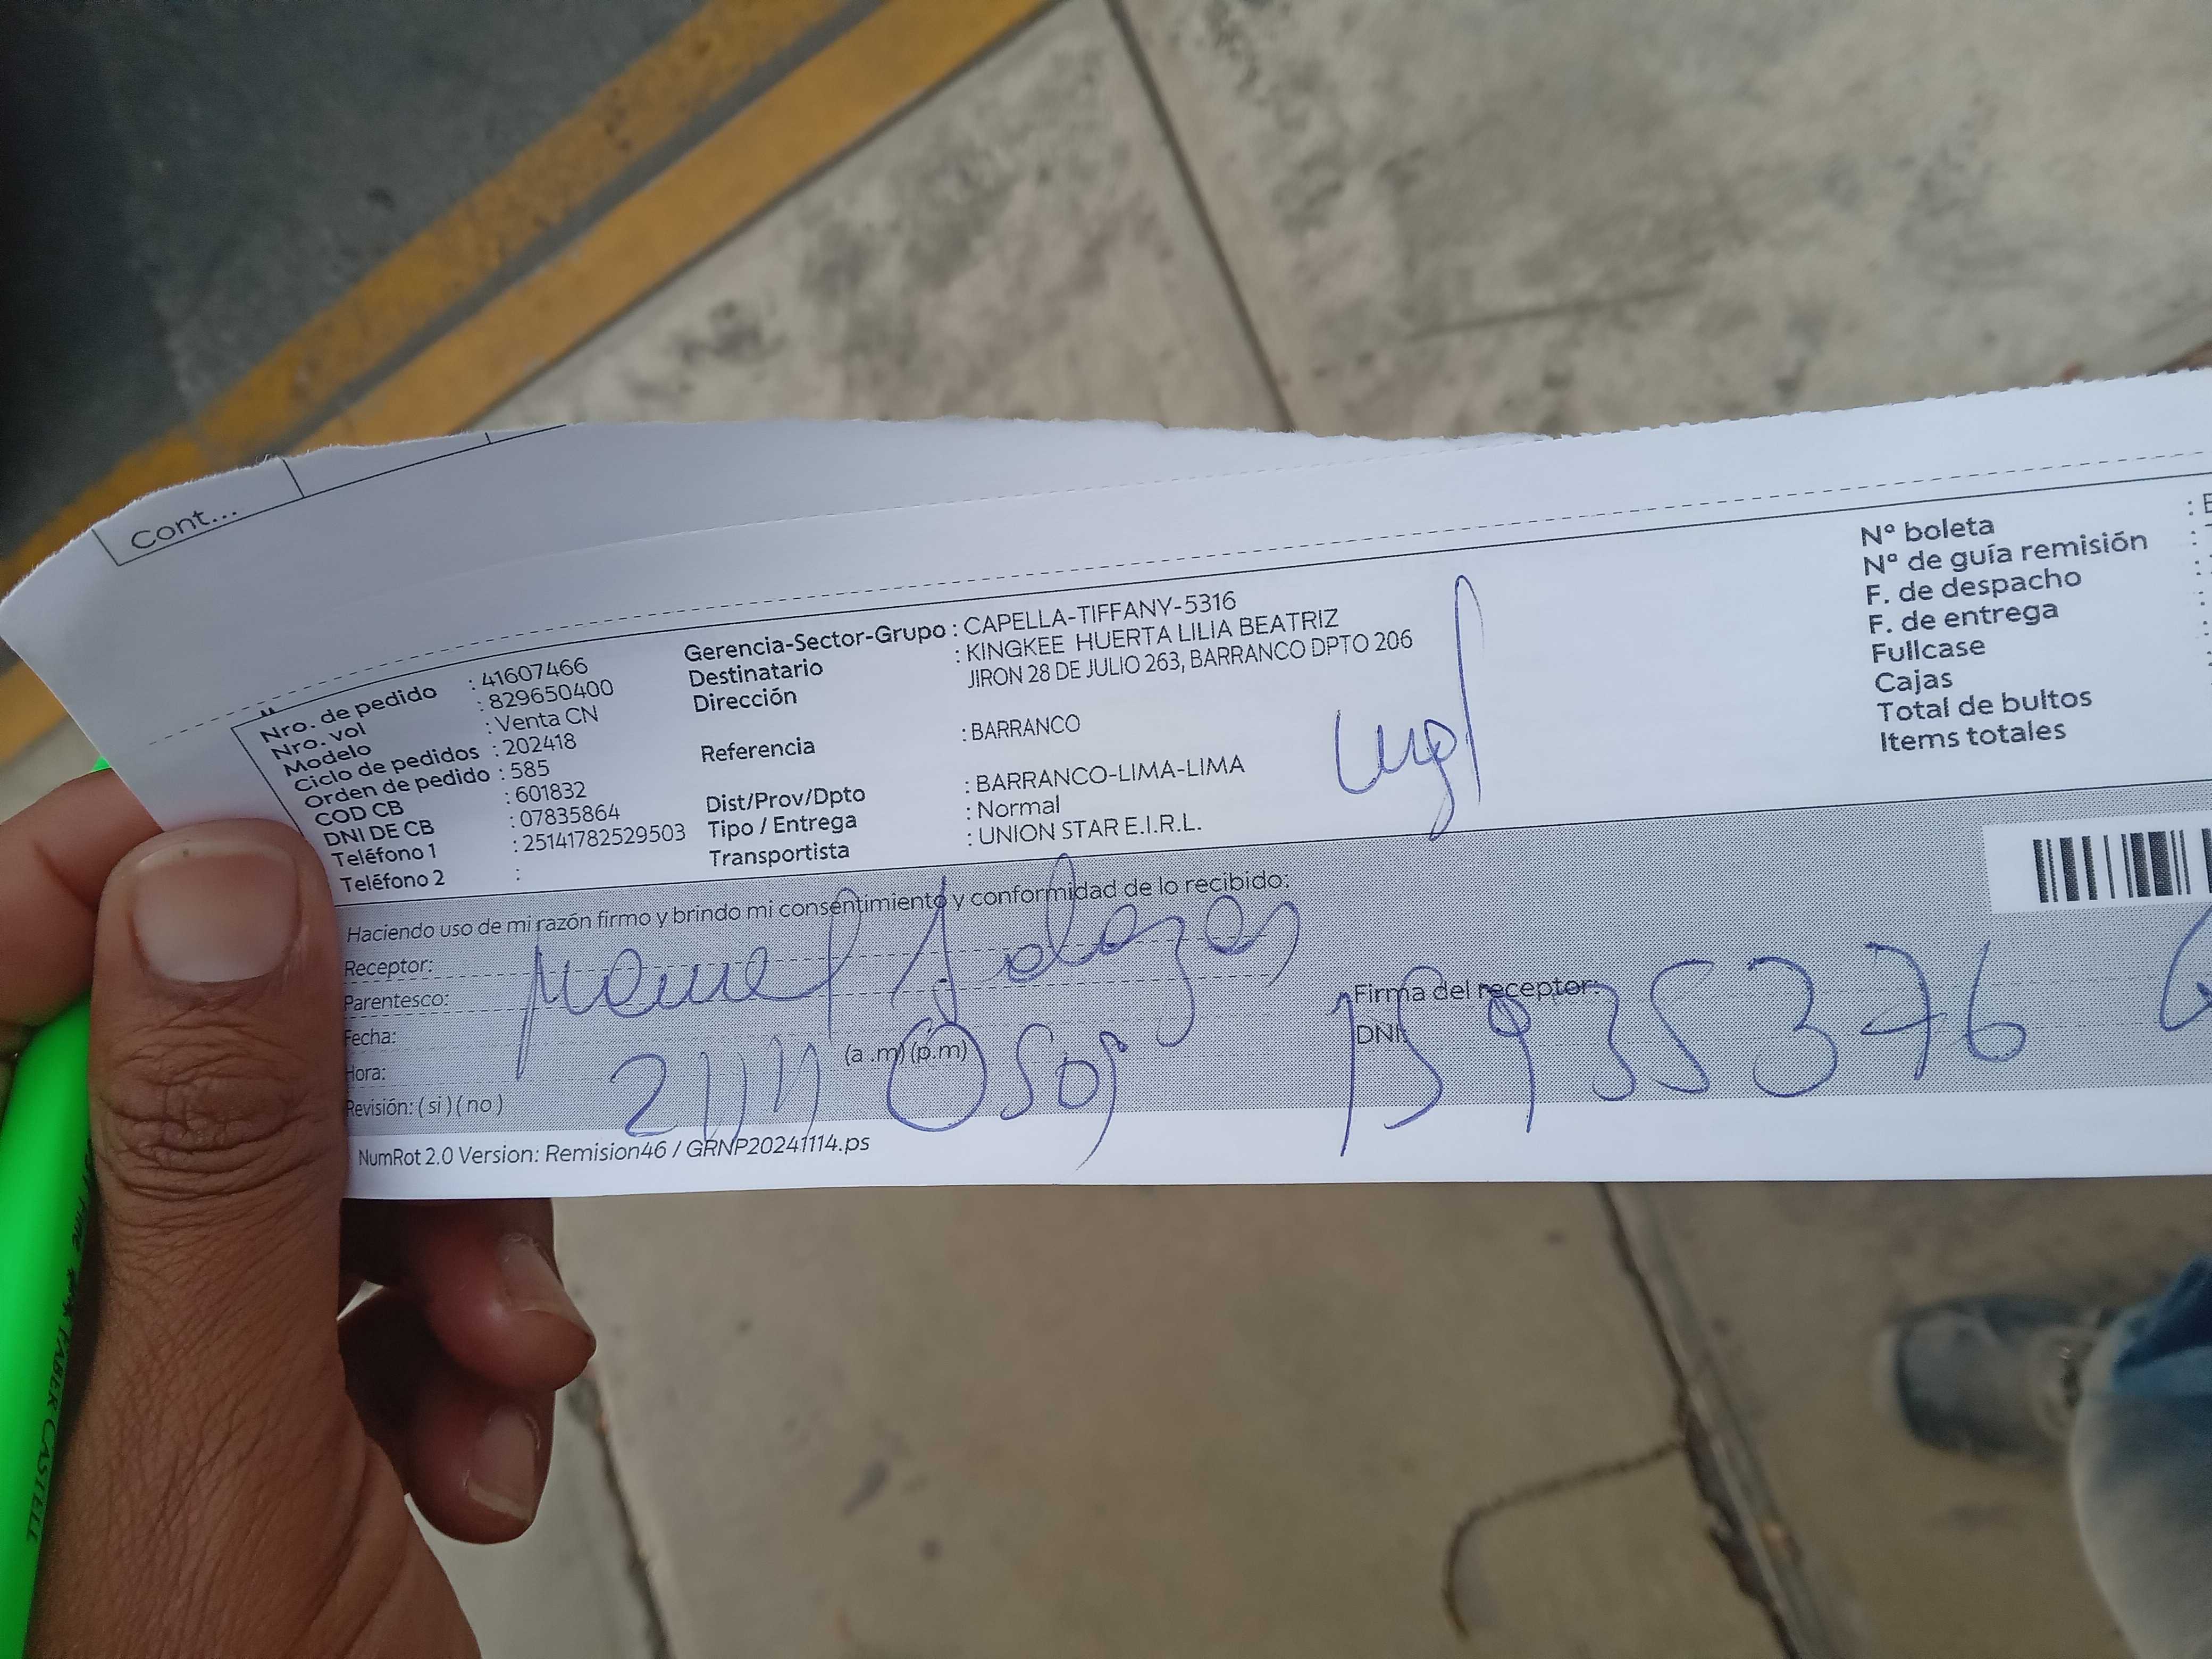 Cont...
Nro. de pedido : 41607466
Nro. vol : 829650400
Modelo : Venta CN
Ciclo de pedidos : 202418
Orden de pedido : 585
COD CB : 601832
DNI DE CB : 07835864
Teléfono 1 : 25141782529503
Teléfono 2 :
Gerencia-Sector-Grupo : CAPELLA-TIFFANY-5316
Destinatario : KINGKEE HUERTA LILIA BEATRIZ
Dirección JIRON 28 DE JULIO 263, BARRANCO DPTO 206
Referencia : BARRANCO
Dist/Prov/Dpto : BARRANCO-LIMA-LIMA
Tipo / Entrega : Normal
Transportista : UNION STAR E.I.R.L.
N° boleta :
N° de guía remisión :
F. de despacho :
F. de entrega :
Fullcase
Cajas
Total de bultos
Items totales
Haciendo uso de mi razón firmo y brindo mi consentimiento y conformidad de lo recibido:
Receptor:
Parentesco:
Fecha:
Hora: (a .m) (p.m)
Revisión: ( si ) ( no )
Firma del receptor:
DNI:
NumRot 2.0 Version: Remision46 / GRNP20241114.ps
FABER CASTELL